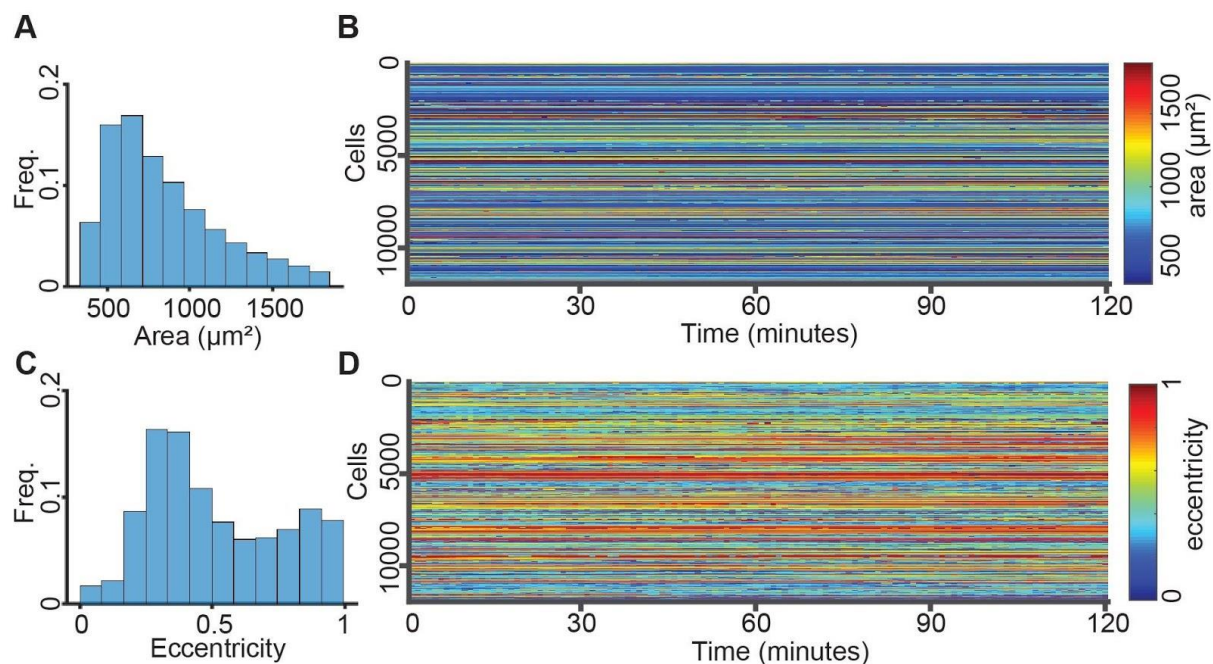 A
0.2
0.1
0
Freq.
500
1000
1500
Area (µm²)
B
0
5000
10000
Cells
0
30
60
90
120
Time (minutes)
1500
1000
500
area (µm²)
C
0.2
0.1
0
Freq.
0
0.5
1
Eccentricity
D
0
5000
10000
Cells
0
30
60
90
120
Time (minutes)
1
0
eccentricity